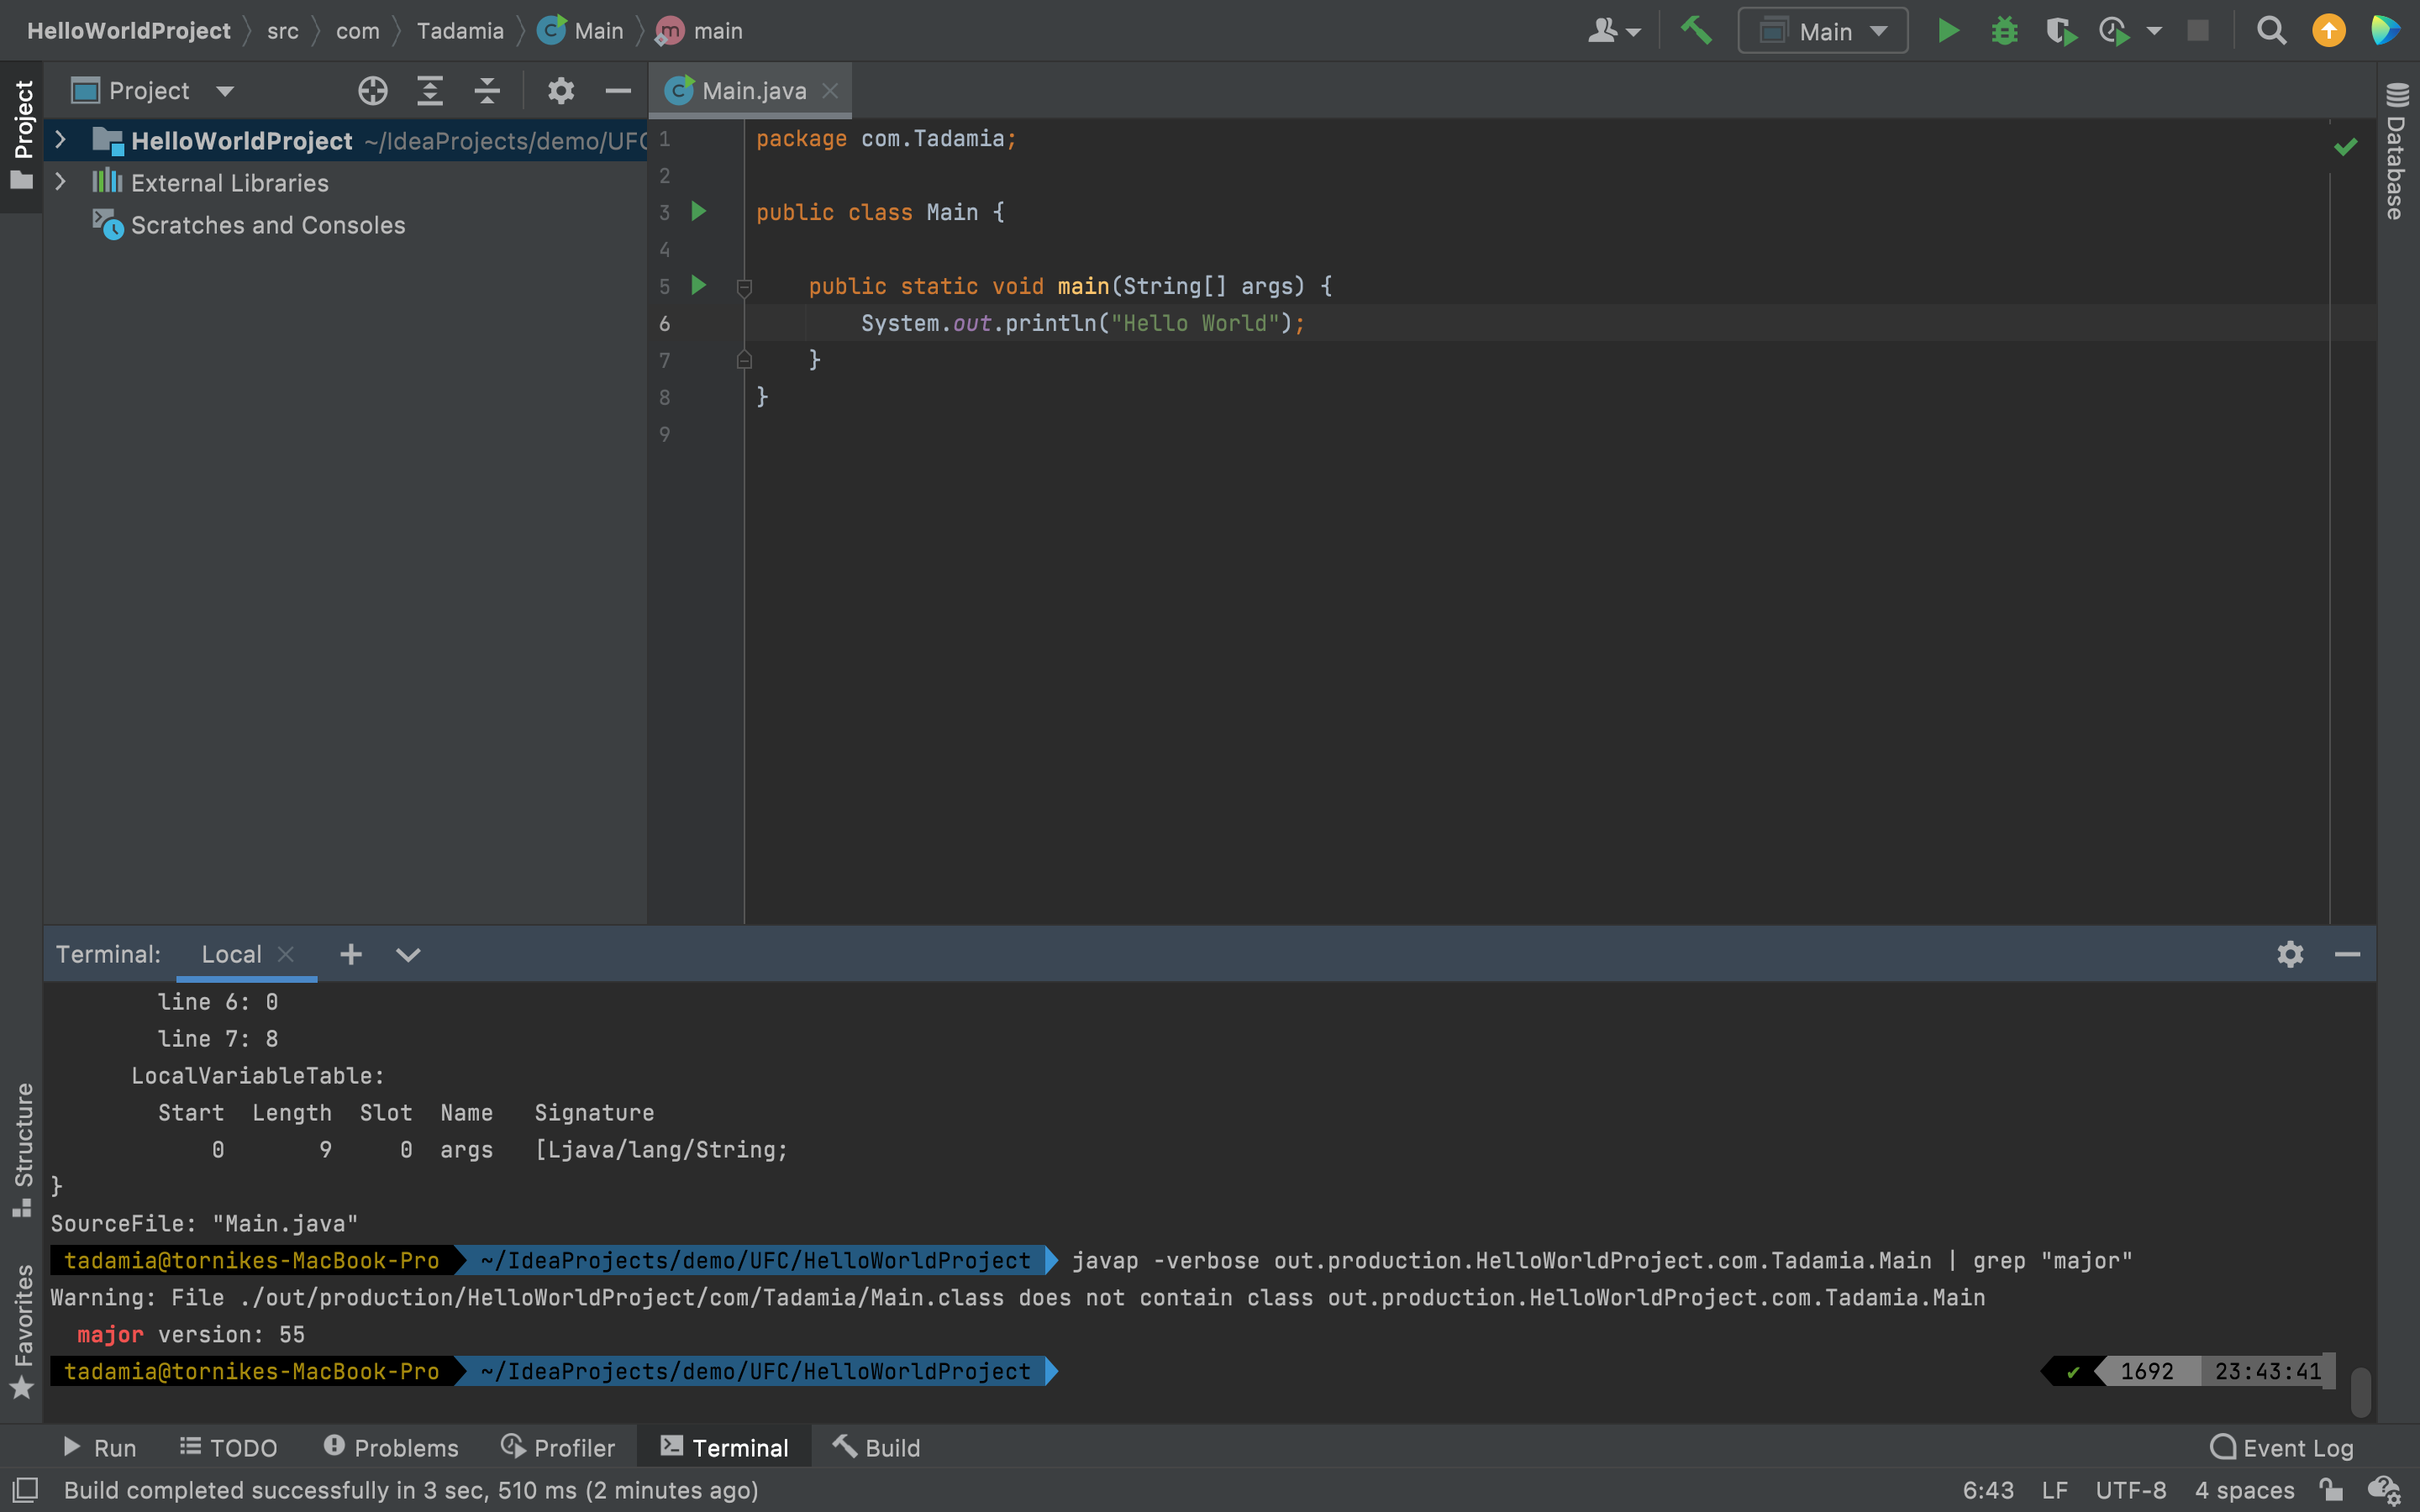 HelloWorldProject src com Tadamia Main main
Main
Project
Main.java
Project
HelloWorldProject ~/IdeaProjects/demo/UFC
External Libraries
Scratches and Consoles
1 package com.Tadamia;
2
3 public class Main {
4
5 public static void main(String[] args) {
6 System.out.println("Hello World");
7 }
8 }
9
Database
Terminal: Local
line 6: 0
line 7: 8
LocalVariableTable:
Start Length Slot Name Signature
0 9 0 args [Ljava/lang/String;
}
SourceFile: "Main.java"
tadamia@tornikes-MacBook-Pro ~/IdeaProjects/demo/UFC/HelloWorldProject javap -verbose out.production.HelloWorldProject.com.Tadamia.Main | grep "major"
Warning: File ./out/production/HelloWorldProject/com/Tadamia/Main.class does not contain class out.production.HelloWorldProject.com.Tadamia.Main
major version: 55
tadamia@tornikes-MacBook-Pro ~/IdeaProjects/demo/UFC/HelloWorldProject ✔ 1692 23:43:41
Structure
Favorites
Run TODO Problems Profiler Terminal Build Event Log
Build completed successfully in 3 sec, 510 ms (2 minutes ago) 6:43 LF UTF-8 4 spaces